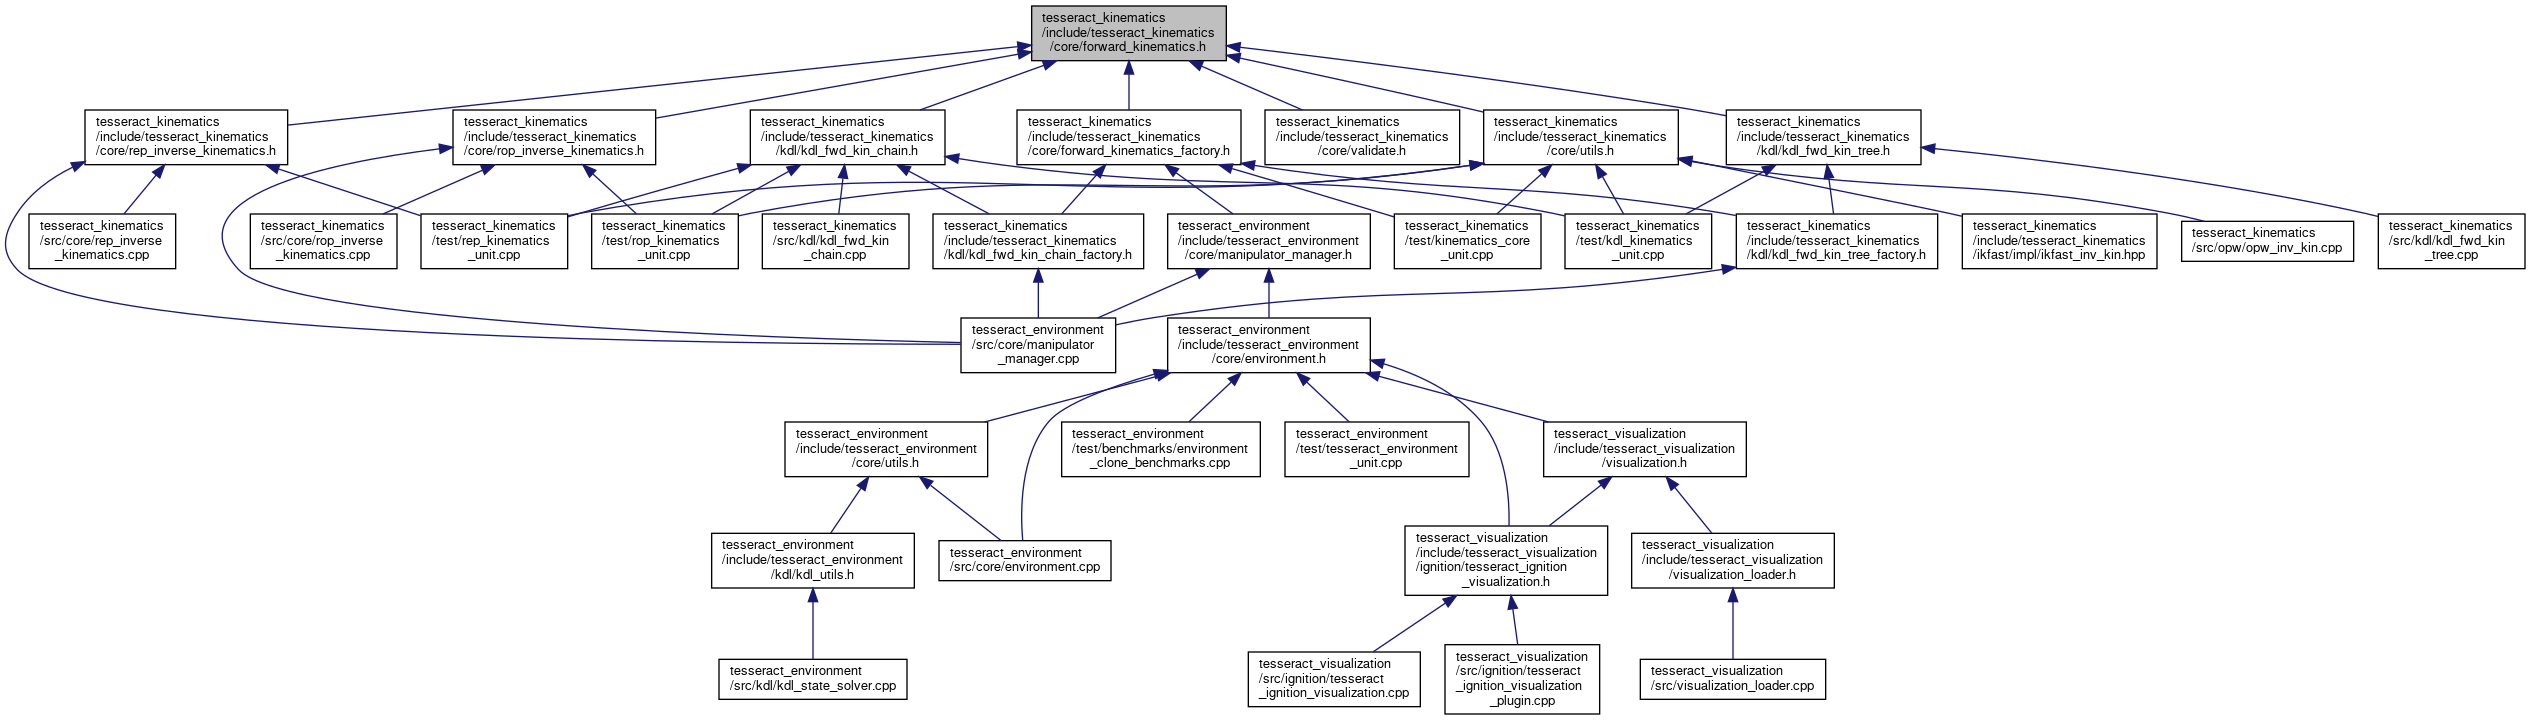 tesseract_kinematics
/include/tesseract_kinematics
/core/forward_kinematics.h
tesseract_kinematics
/include/tesseract_kinematics
/core/rep_inverse_kinematics.h
tesseract_kinematics
/include/tesseract_kinematics
/core/rop_inverse_kinematics.h
tesseract_kinematics
/include/tesseract_kinematics
/kdl/kdl_fwd_kin_chain.h
tesseract_kinematics
/include/tesseract_kinematics
/core/forward_kinematics_factory.h
tesseract_kinematics
/include/tesseract_kinematics
/core/validate.h
tesseract_kinematics
/include/tesseract_kinematics
/core/utils.h
tesseract_kinematics
/include/tesseract_kinematics
/kdl/kdl_fwd_kin_tree.h
tesseract_kinematics
/src/core/rep_inverse
_kinematics.cpp
tesseract_kinematics
/src/core/rop_inverse
_kinematics.cpp
tesseract_kinematics
/test/rep_kinematics
_unit.cpp
tesseract_kinematics
/test/rop_kinematics
_unit.cpp
tesseract_kinematics
/src/kdl/kdl_fwd_kin
_chain.cpp
tesseract_kinematics
/include/tesseract_kinematics
/kdl/kdl_fwd_kin_chain_factory.h
tesseract_environment
/include/tesseract_environment
/core/manipulator_manager.h
tesseract_kinematics
/test/kinematics_core
_unit.cpp
tesseract_kinematics
/test/kdl_kinematics
_unit.cpp
tesseract_kinematics
/include/tesseract_kinematics
/kdl/kdl_fwd_kin_tree_factory.h
tesseract_kinematics
/include/tesseract_kinematics
/ikfast/impl/ikfast_inv_kin.hpp
tesseract_kinematics
/src/opw/opw_inv_kin.cpp
tesseract_kinematics
/src/kdl/kdl_fwd_kin
_tree.cpp
tesseract_environment
/src/core/manipulator
_manager.cpp
tesseract_environment
/include/tesseract_environment
/core/environment.h
tesseract_environment
/include/tesseract_environment
/core/utils.h
tesseract_environment
/test/benchmarks/environment
_clone_benchmarks.cpp
tesseract_environment
/test/tesseract_environment
_unit.cpp
tesseract_visualization
/include/tesseract_visualization
/visualization.h
tesseract_environment
/include/tesseract_environment
/kdl/kdl_utils.h
tesseract_environment
/src/core/environment.cpp
tesseract_visualization
/include/tesseract_visualization
/ignition/tesseract_ignition
_visualization.h
tesseract_visualization
/include/tesseract_visualization
/visualization_loader.h
tesseract_environment
/src/kdl/kdl_state_solver.cpp
tesseract_visualization
/src/ignition/tesseract
_ignition_visualization.cpp
tesseract_visualization
/src/ignition/tesseract
_ignition_visualization
_plugin.cpp
tesseract_visualization
/src/visualization_loader.cpp